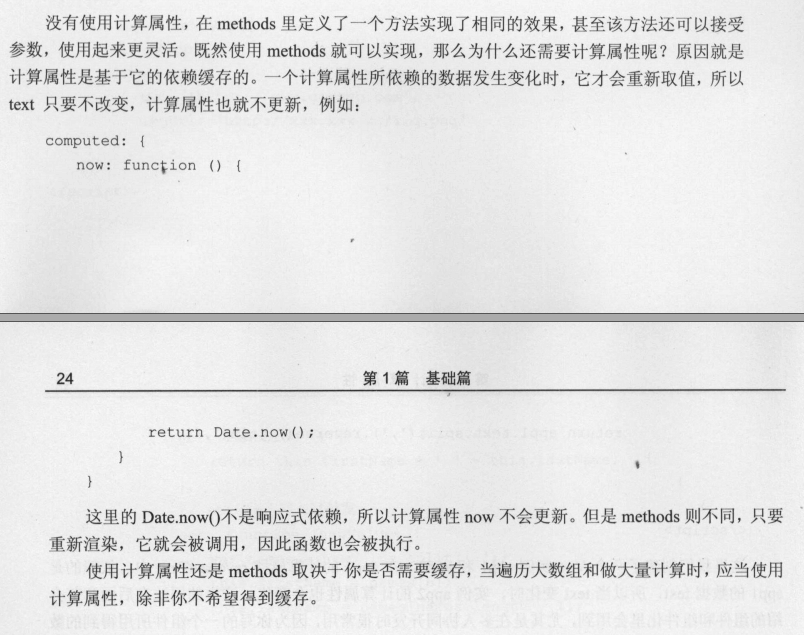 没有使用计算属性，在 methods 里定义了一个方法实现了相同的效果，甚至该方法还可以接受
参数，使用起来更灵活。既然使用 methods 就可以实现，那么为什么还需要计算属性呢？原因就是
计算属性是基于它的依赖缓存的。一个计算属性所依赖的数据发生变化时，它才会重新取值，所以
text 只要不改变，计算属性也就不更新，例如：
computed: {
now: function () {
24 第 1 篇 基础篇
return Date.now();
}
}
这里的 Date.now()不是响应式依赖，所以计算属性 now 不会更新。但是 methods 则不同，只要
重新渲染，它就会被调用，因此函数也会被执行。
使用计算属性还是 methods 取决于你是否需要缓存，当遍历大数组和做大量计算时，应当使用
计算属性，除非你不希望得到缓存。